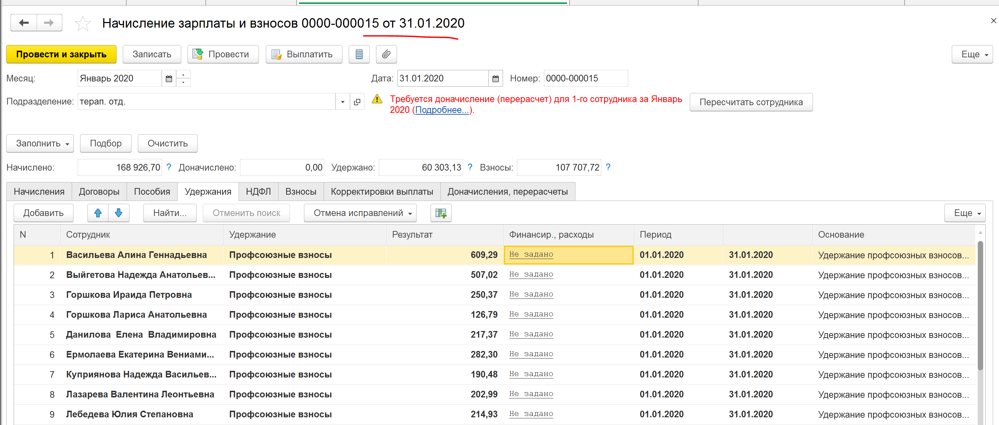 Начисление зарплаты и взносов 0000-000015 от 31.01.2020
Провести и закрыть Записать Провести Выплатить Еще
Месяц: Январь 2020 Дата: 31.01.2020 Номер: 0000-000015
Подразделение: терап. отд. Требуется доначисление (перерасчет) для 1-го сотрудника за Январь
2020 (Подробнее...). Пересчитать сотрудника
Заполнить Подбор Очистить
Начислено: 168 926,70 ? Доначислено: 0,00 Удержано: 60 303,13 ? Взносы: 107 707,72 ?
Начисления Договоры Пособия Удержания НДФЛ Взносы Корректировки выплаты Доначисления, перерасчеты
Добавить Найти... Отменить поиск Отмена исправлений Еще
N Сотрудник Удержание Результат Финансир., расходы Период Основание
1 Васильева Алина Геннадьевна Профсоюзные взносы 609,29 Не задано 01.01.2020 31.01.2020 Удержание профсоюзных взносов...
2 Выйгетова Надежда Анатольев... Профсоюзные взносы 507,02 Не задано 01.01.2020 31.01.2020 Удержание профсоюзных взносов...
3 Горшкова Ираида Петровна Профсоюзные взносы 250,37 Не задано 01.01.2020 31.01.2020 Удержание профсоюзных взносов...
4 Горшкова Лариса Анатольевна Профсоюзные взносы 126,79 Не задано 01.01.2020 31.01.2020 Удержание профсоюзных взносов...
5 Данилова Елена Владимировна Профсоюзные взносы 217,37 Не задано 01.01.2020 31.01.2020 Удержание профсоюзных взносов...
6 Ермолаева Екатерина Вениами... Профсоюзные взносы 282,30 Не задано 01.01.2020 31.01.2020 Удержание профсоюзных взносов...
7 Куприянова Надежда Васильев... Профсоюзные взносы 190,48 Не задано 01.01.2020 31.01.2020 Удержание профсоюзных взносов...
8 Лазарева Валентина Леонтьевна Профсоюзные взносы 202,99 Не задано 01.01.2020 31.01.2020 Удержание профсоюзных взносов...
9 Лебедева Юлия Степановна Профсоюзные взносы 214,93 Не задано 01.01.2020 31.01.2020 Удержание профсоюзных взносов...